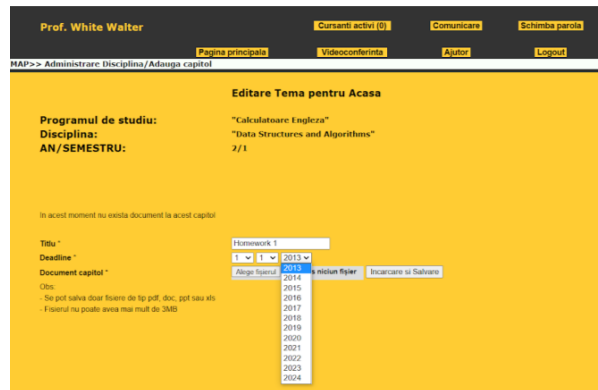 Prof. White Walter
Cursanti activi (0)
Comunicare
Schimba parola
Pagina principala
Videoconferinta
Ajutor
Logout
MAP>> Administrare Disciplina/Adauga capitol
Editare Tema pentru Acasa
Programul de studiu: "Calculatoare Engleza"
Disciplina: "Data Structures and Algorithms"
AN/SEMESTRU: 2/1
In acest moment nu exista document la acest capitol
Titlu * Homework 1
Deadline * 1 1 2013
Document capitol * Alege fișierul s niciun fișier Incarcare si Salvare
Obs:
- Se pot salva doar fisiere de tip pdf, doc, ppt sau xls
- Fisierul nu poate avea mai mult de 3MB
2013
2014
2015
2016
2017
2018
2019
2020
2021
2022
2023
2024